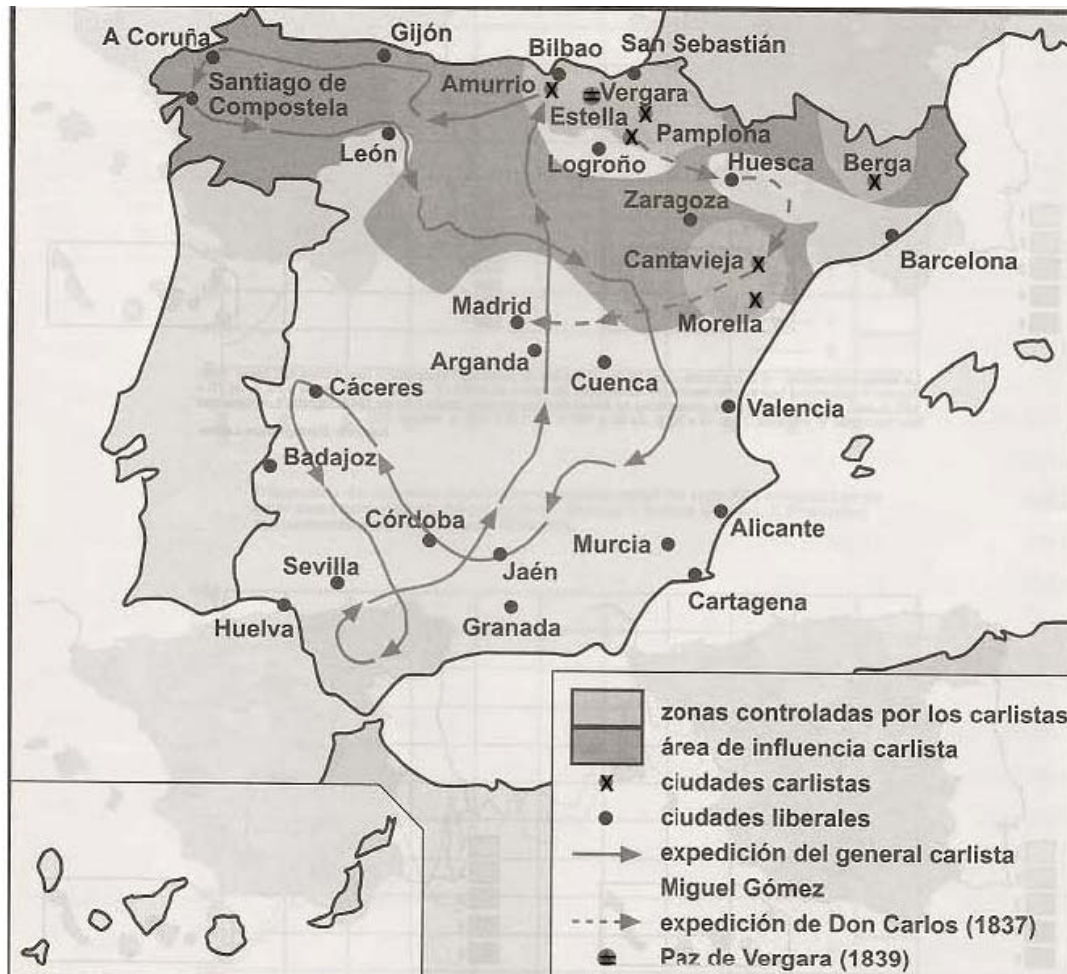 A Coruña
Gijón
Bilbao
San Sebastián
Santiago de
Compostela
Amurrio
Vergara
Estella
Pamplona
León
Logroño
Huesca
Berga
Zaragoza
Cantavieja
Barcelona
Madrid
Morella
Arganda
Cuenca
Cáceres
Valencia
Badajoz
Córdoba
Alicante
Murcia
Sevilla
Jaén
Cartagena
Huelva
Granada
zonas controladas por los carlistas
área de influencia carlista
ciudades carlistas
ciudades liberales
expedición del general carlista
Miguel Gómez
expedición de Don Carlos (1837)
Paz de Vergara (1839)